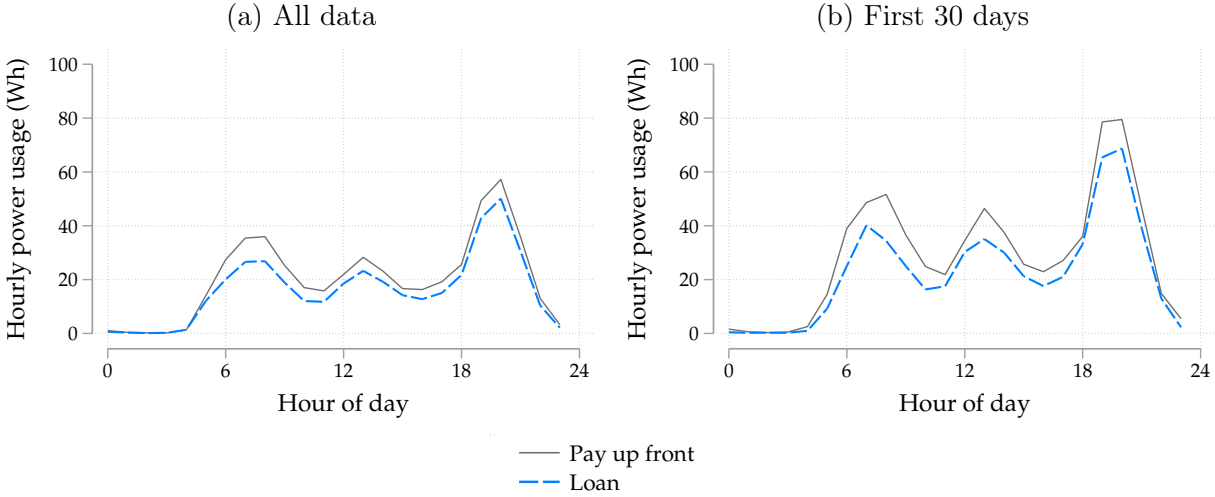 (a) All data
Hourly power usage (Wh)
100
80
60
40
20
0
0 6 12 18 24
Hour of day
(b) First 30 days
Hourly power usage (Wh)
100
80
60
40
20
0
0 6 12 18 24
Hour of day
Pay up front
Loan